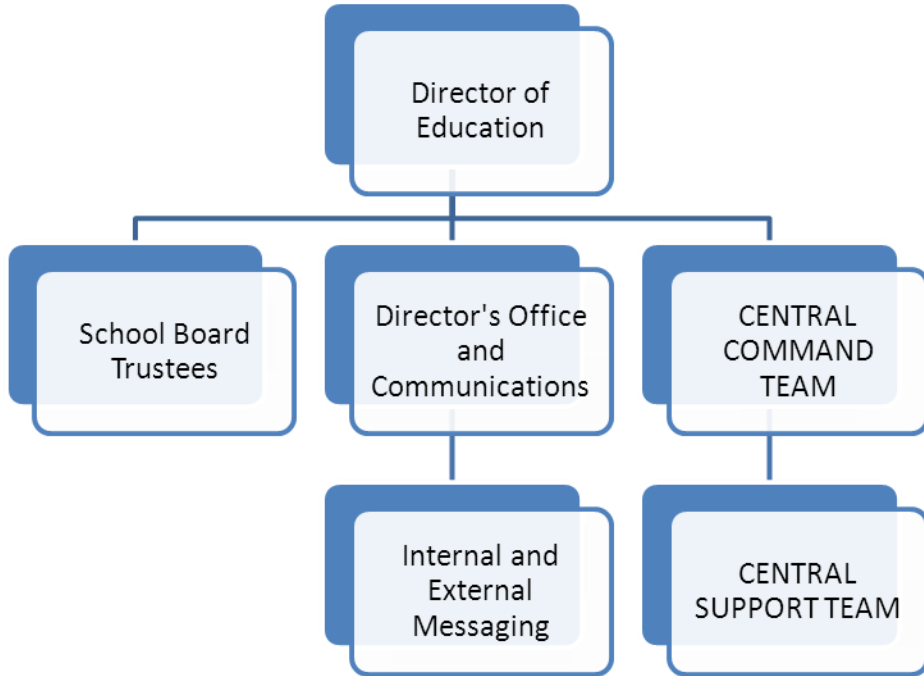 Director of
Education
School Board
Trustees
Director's Office
and
Communications
CENTRAL
COMMAND
TEAM
Internal and
External
Messaging
CENTRAL
SUPPORT TEAM